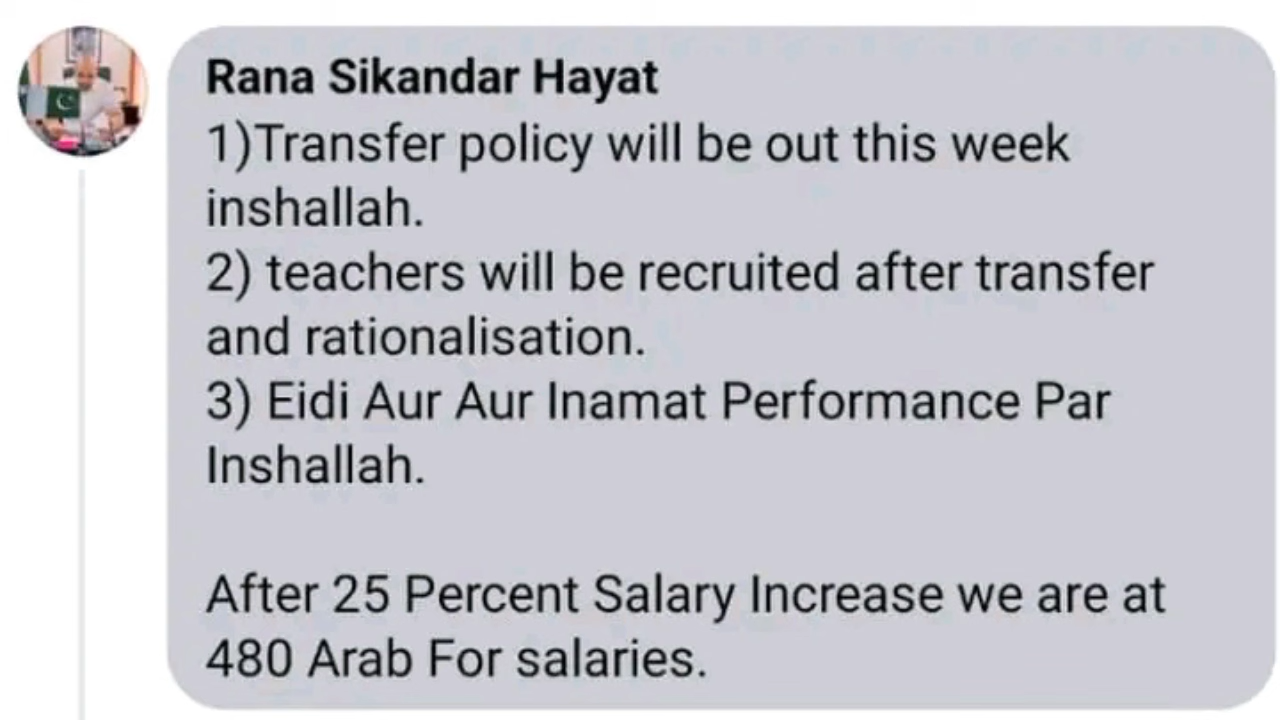 Rana Sikandar Hayat
1)Transfer policy will be out this week
inshallah.
2) teachers will be recruited after transfer
and rationalisation.
3) Eidi Aur Aur Inamat Performance Par
Inshallah.
After 25 Percent Salary Increase we are at
480 Arab For salaries.